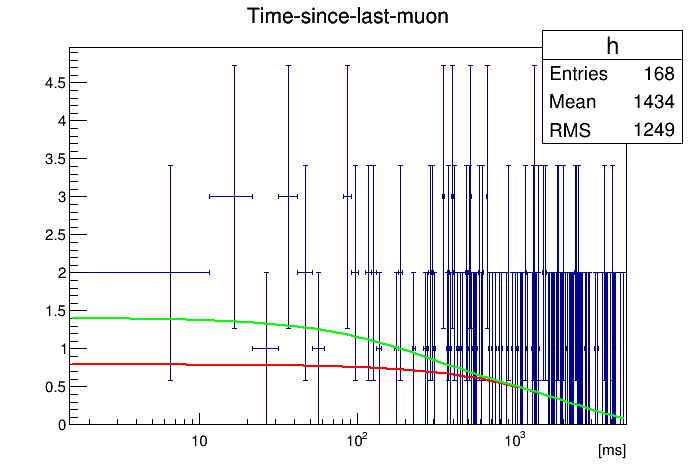 Time-since-last-muon
h
Entries 168
Mean 1434
RMS 1249
4.5
4
3.5
3
2.5
2
1.5
1
0.5
0
10 10² 10³
[ms]